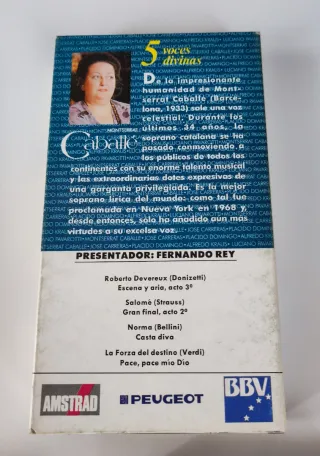 5 voces
divinas
De la impresionante
humanidad de Mont-
serrat Caballé (Barce-
lona, 1933) sale una voz
celestial. Durante los
últimos 34 años, la
soprano catalana se ha
pasado conmoviendo a
los públicos de todos los
continentes con su enorme talento musical
y las extraordinarias dotes expresivas de
una garganta privilegiada. Es la mejor
soprano lírica del mundo: como tal fue
proclamada en Nueva York en 1968 y,
desde entonces, sólo ha añadido aún más
virtudes a su excelsa voz.
MONTSERRAT
Caballé
PRESENTADOR: FERNANDO REY
Roberto Devereux (Donizetti)
Escena y aria, acto 3º
Salomé (Strauss)
Gran final, acto 2º
Norma (Bellini)
Casta diva
La Forza del destino (Verdi)
Pace, pace mio Dio
AMSTRAD
PEUGEOT
BBV